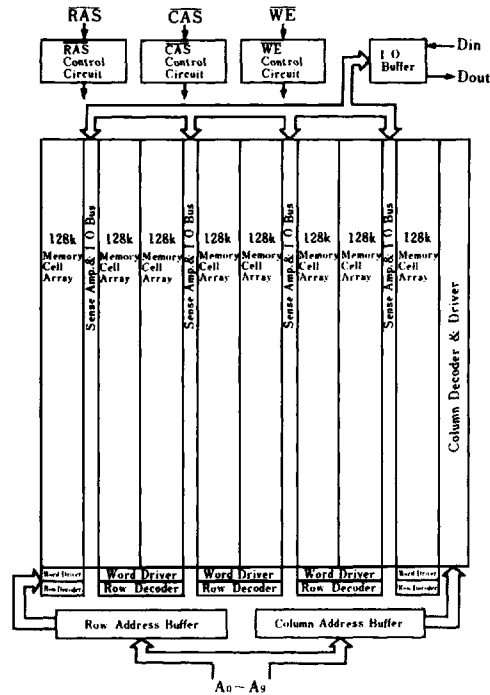 RAS CAS WE
RAS
Control
Circuit
CAS
Control
Circuit
WE
Control
Circuit
I O
Buffer
Din
Dout
128k
Memory
Cell
Array
Sense Amp.& I O Bus
128k
Memory
Cell
Array
128k
Memory
Cell
Array
Sense Amp.& I O Bus
128k
Memory
Cell
Array
128k
Memory
Cell
Array
Sense Amp.& I O Bus
128k
Memory
Cell
Array
128k
Memory
Cell
Array
Sense Amp.& I O Bus
128k
Memory
Cell
Array
Column Decoder & Driver
Word Driver
Row Decoder
Word Driver
Row Decoder
Word Driver
Row Decoder
Word Driver
Row Decoder
Word Driver
Row Decoder
Row Address Buffer
Column Address Buffer
A0~A9